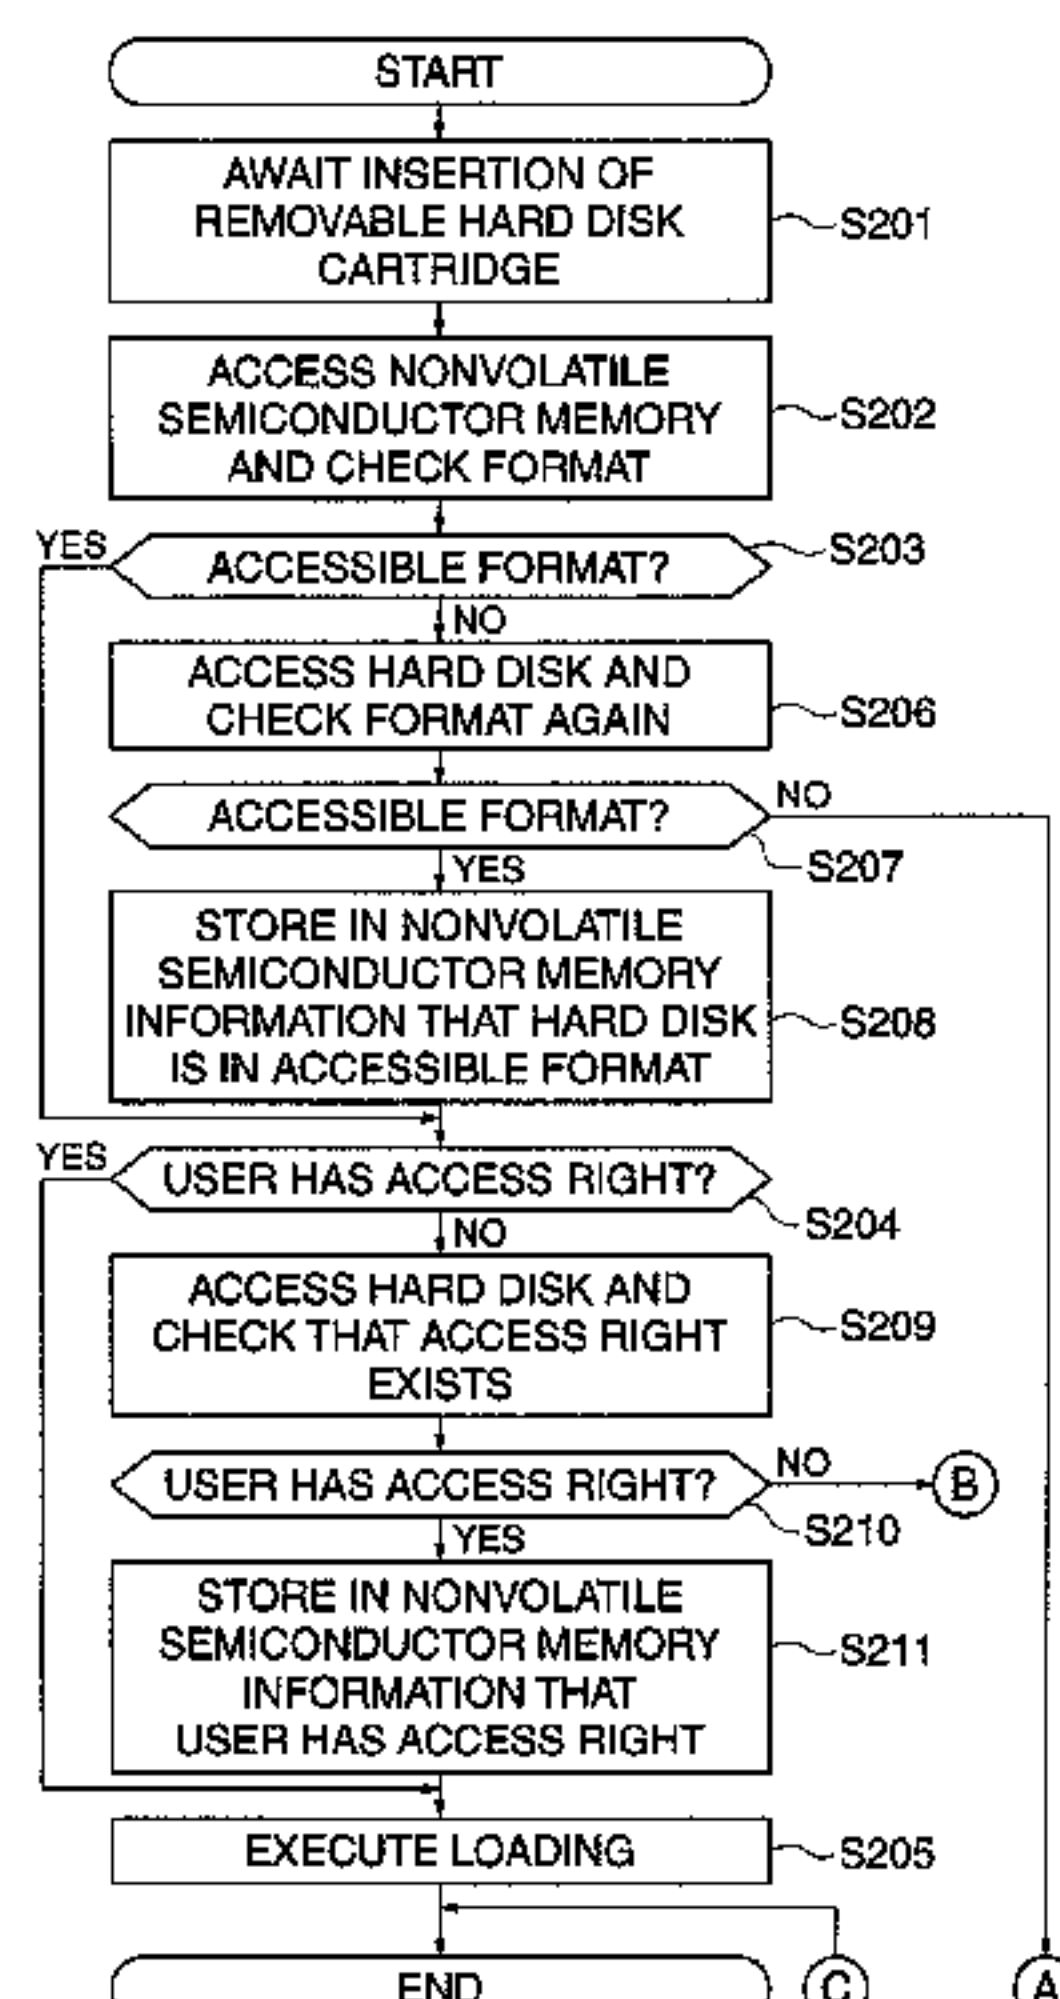 START
AWAIT INSERTION OF
REMOVABLE HARD DISK
CARTRIDGE
S201
ACCESS NONVOLATILE
SEMICONDUCTOR MEMORY
AND CHECK FORMAT
S202
YES
ACCESSIBLE FORMAT?
S203
NO
ACCESS HARD DISK AND
CHECK FORMAT AGAIN
S206
ACCESSIBLE FORMAT?
NO
S207
YES
STORE IN NONVOLATILE
SEMICONDUCTOR MEMORY
INFORMATION THAT HARD DISK
IS IN ACCESSIBLE FORMAT
S208
YES
USER HAS ACCESS RIGHT?
S204
NO
ACCESS HARD DISK AND
CHECK THAT ACCESS RIGHT
EXISTS
S209
USER HAS ACCESS RIGHT?
NO
B
S210
YES
STORE IN NONVOLATILE
SEMICONDUCTOR MEMORY
INFORMATION THAT
USER HAS ACCESS RIGHT
S211
EXECUTE LOADING
S205
END
C
A